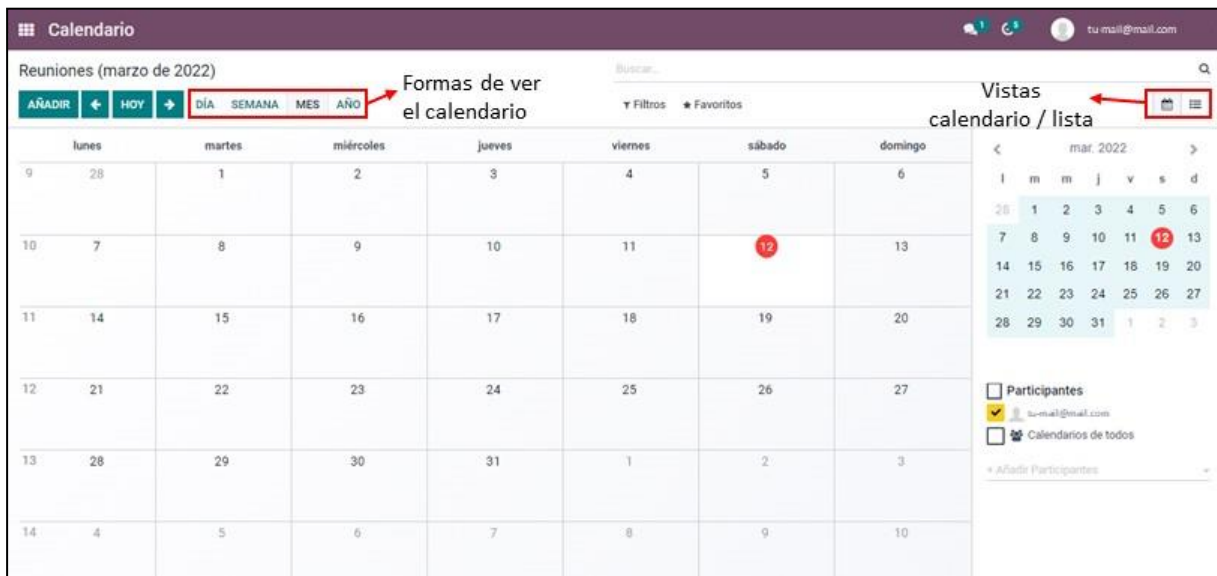 Calendario 1 5 tu-mail@mail.com
Reuniones (marzo de 2022) Buscar...
AÑADIR HOY DÍA SEMANA MES AÑO Filtros Favoritos
Formas de ver
el calendario
Vistas
calendario / lista
lunes martes miércoles jueves viernes sábado domingo
9 28 1 2 3 4 5 6
10 7 8 9 10 11 12 13
11 14 15 16 17 18 19 20
12 21 22 23 24 25 26 27
13 28 29 30 31 1 2 3
14 4 5 6 7 8 9 10
mar. 2022
l m m j v s d
28 1 2 3 4 5 6
7 8 9 10 11 12 13
14 15 16 17 18 19 20
21 22 23 24 25 26 27
28 29 30 31 1 2 3
Participantes
tu-mail@mail.com
Calendarios de todos
+ Añadir Participantes